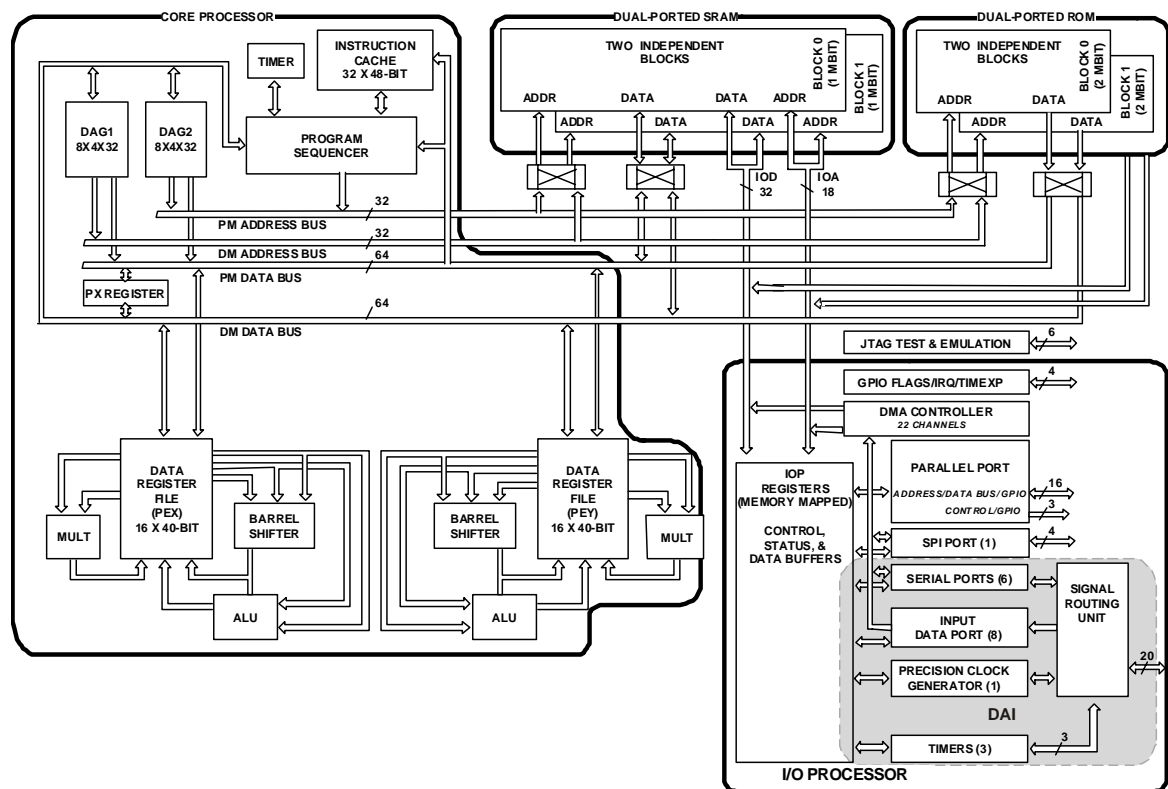 CORE PROCESSOR
TIMER
INSTRUCTION
CACHE
32 X 48-BIT
DAG1
8X4X32
DAG2
8X4X32
PROGRAM
SEQUENCER
DUAL-PORTED SRAM
TWO INDEPENDENT
BLOCKS
BLOCK 0
(1 MBIT)
BLOCK 1
(1 MBIT)
ADDR
DATA
DATA
ADDR
ADDR
DATA
DATA
ADDR
DUAL-PORTED ROM
TWO INDEPENDENT
BLOCKS
BLOCK 0
(2 MBIT)
BLOCK 1
(2 MBIT)
ADDR
DATA
ADDR
DATA
IOD
32
IOA
18
32
PM ADDRESS BUS
32
DM ADDRESS BUS
64
PM DATA BUS
PX REGISTER
64
DM DATA BUS
DATA
REGISTER
FILE
(PEX)
16 X 40-BIT
MULT
BARREL
SHIFTER
ALU
BARREL
SHIFTER
DATA
REGISTER
FILE
(PEY)
16 X 40-BIT
MULT
ALU
JTAG TEST & EMULATION
6
GPIO FLAGS/IRQ/TIMEXP
4
DMA CONTROLLER
22 CHANNELS
IOP
REGISTERS
(MEMORY MAPPED)
CONTROL,
STATUS, &
DATA BUFFERS
PARALLEL PORT
ADDRESS/DATA BUS/GPIO
16
CONTROL/GPIO
3
SPI PORT (1)
4
SERIAL PORTS (6)
SIGNAL
ROUTING
UNIT
INPUT
DATA PORT (8)
20
PRECISION CLOCK
GENERATOR (1)
DAI
TIMERS (3)
3
I/O PROCESSOR